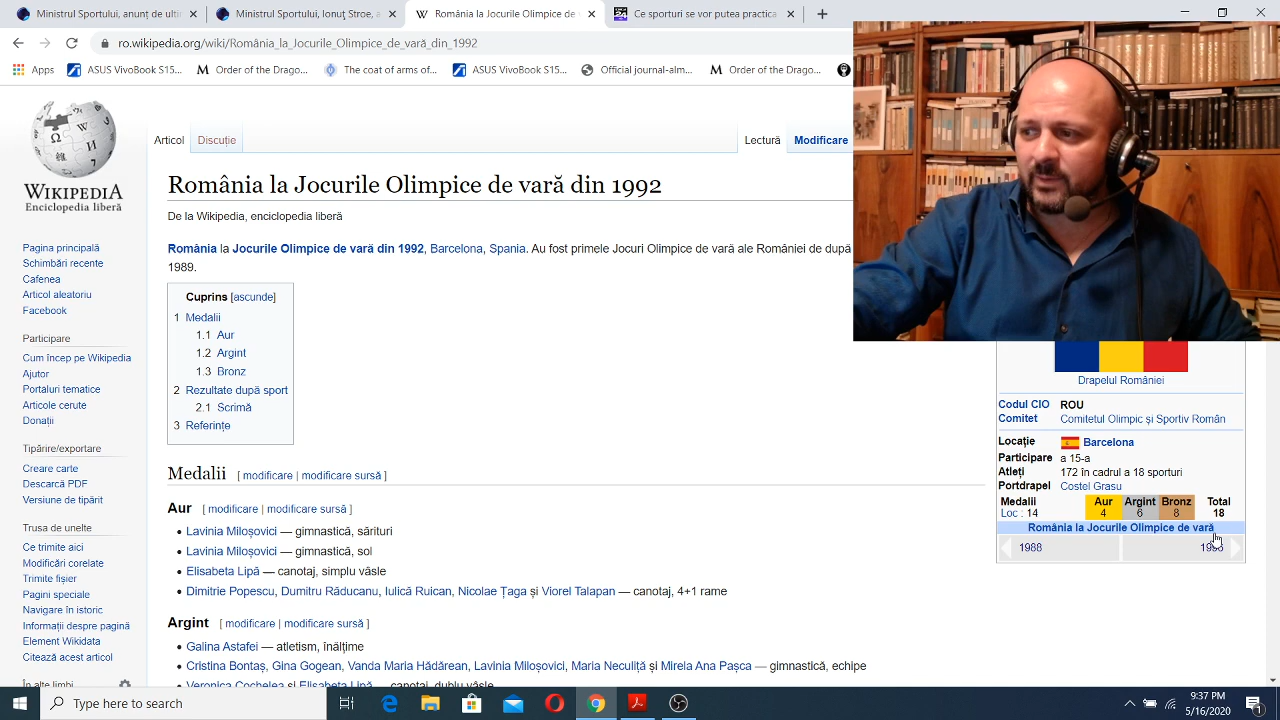 Ministrul Sportului, anunț de
Ministrul Sportului Ionuț Stro
România la Jocurile Olimpice de
Ce sporturi se vor putea practica
ro.wikipedia.org
Apps
ASUS VivoBook S15...
Order of the Drago...
The coat of arms of...
ASUS VivoBook S15...
Official journal-alm...
Order of the Drago...
WIKIPEDIA
Enciclopedia liberă
Pagina principală
Schimbări recente
Cafenea
Articol aleatoriu
Facebook
Participare
Cum încep pe Wikipedia
Ajutor
Portaluri tematice
Articole cerute
Donații
Tipărire/exportare
Creare carte
Descarcă PDF
Versiune de tipărit
Trusa de unelte
Ce trimite aici
Modificări corelate
Trimite fișier
Pagini speciale
Navigare în istoric
Informații despre pagină
Element Wikidata
Citează acest articol
În alte limbi
Articol
Discuție
Lectură
Modificare
România la Jocurile Olimpice de vară din 1992
De la Wikipedia, enciclopedia liberă
România la Jocurile Olimpice de vară din 1992, Barcelona, Spania. Au fost primele Jocuri Olimpice de vară ale României de după
1989.
Cuprins [ascunde]
1 Medalii
1.1 Aur
1.2 Argint
1.3 Bronz
2 Rezultate după sport
2.1 Scrimă
3 Referințe
Medalii [ modificare | modificare sursă ]
Aur [ modificare | modificare sursă ]
• Lavinia Miloșovici — gimnastică, sărituri
• Lavinia Miloșovici — gimnastică, sol
• Elisabeta Lipă — canotaj, simplu vâsle
• Dimitrie Popescu, Dumitru Răducanu, Iulică Ruican, Nicolae Țaga și Viorel Talapan — canotaj, 4+1 rame
Argint [ modificare | modificare sursă ]
• Galina Astafei — atletism, înălțime
• Cristina Bontaș, Gina Gogean, Vanda Maria Hădărean, Lavinia Miloșovici, Maria Neculiță și Mirela Ana Pașca — gimnastică, echipe
• Veronica Cochelea și Elisabeta Lipă — canotaj, dublu vâsle
Drapelul României
Codul CIO ROU
Comitet Comitetul Olimpic și Sportiv Român
Locație Barcelona
Participare a 15-a
Atleți 172 în cadrul a 18 sporturi
Portdrapel Costel Grasu
Medalii Aur Argint Bronz Total
Loc : 14 4 6 8 18
România la Jocurile Olimpice de vară
1988 1996
Type here to search
9:37 PM
5/16/2020